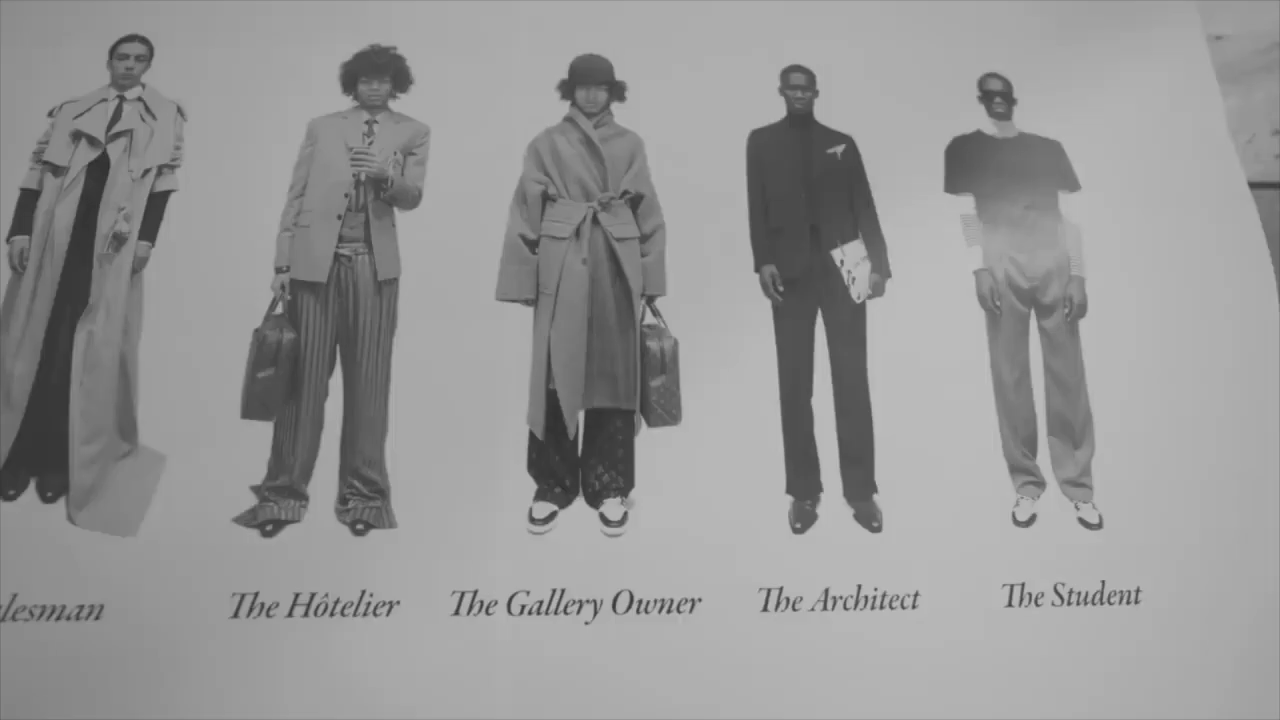 lesman
The Hôtelier
The Gallery Owner
The Architect
The Student